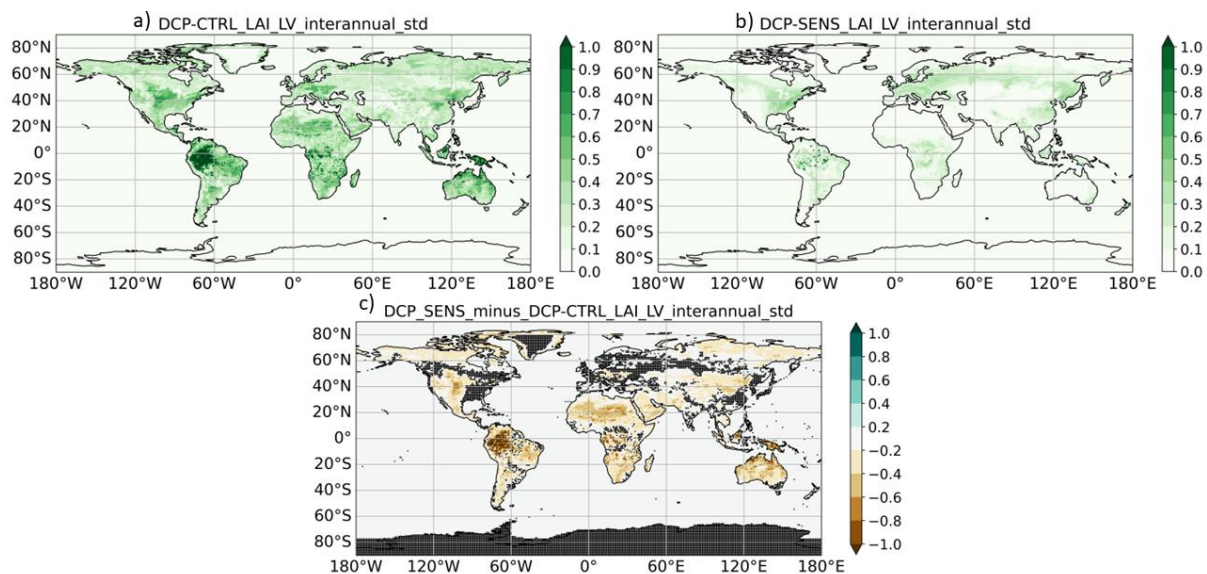 a) DCP-CTRL_LAI_LV_interannual_std
80°N
60°N
40°N
20°N
0°
20°S
40°S
60°S
80°S
180°W 120°W 60°W 0° 60°E 120°E 180°E
1.0
0.9
0.8
0.7
0.6
0.5
0.4
0.3
0.2
0.1
0.0
b) DCP-SENS_LAI_LV_interannual_std
80°N
60°N
40°N
20°N
0°
20°S
40°S
60°S
80°S
180°W 120°W 60°W 0° 60°E 120°E 180°E
1.0
0.9
0.8
0.7
0.6
0.5
0.4
0.3
0.2
0.1
0.0
c) DCP_SENS_minus_DCP-CTRL_LAI_LV_interannual_std
80°N
60°N
40°N
20°N
0°
20°S
40°S
60°S
80°S
180°W 120°W 60°W 0° 60°E 120°E 180°E
1.0
0.8
0.6
0.4
0.2
−0.2
−0.4
−0.6
−0.8
−1.0